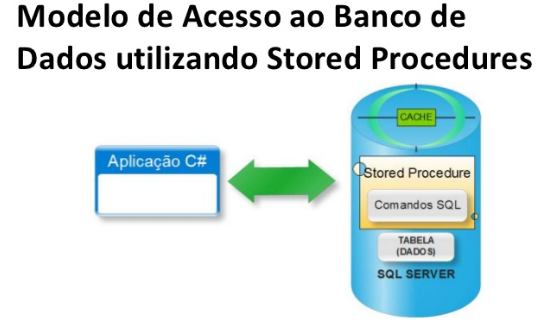 Modelo de Acesso ao Banco de
Dados utilizando Stored Procedures
CACHE
Aplicação C#
Stored Procedure
Comandos SQL
TABELA
(DADOS)
SQL SERVER